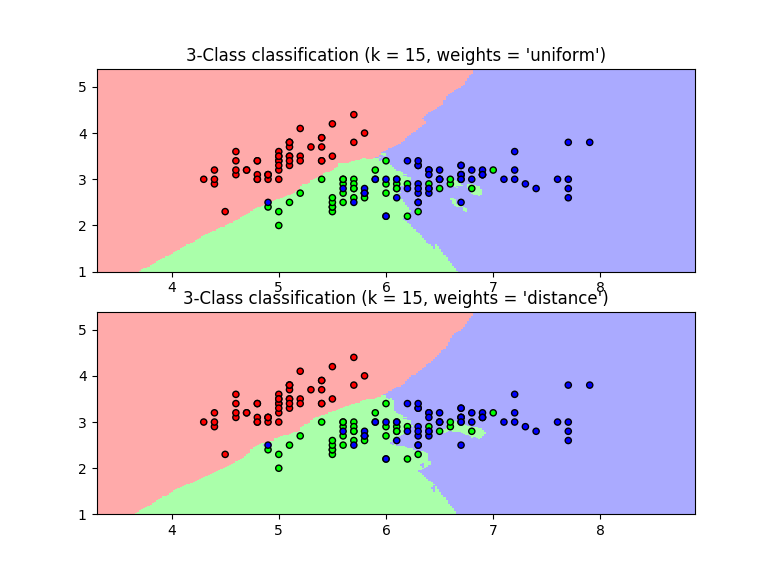 3-Class classification (k = 15, weights = 'uniform')
5
4
3
2
1
4 5 6 7 8
3-Class classification (k = 15, weights = 'distance')
5
4
3
2
1
4 5 6 7 8